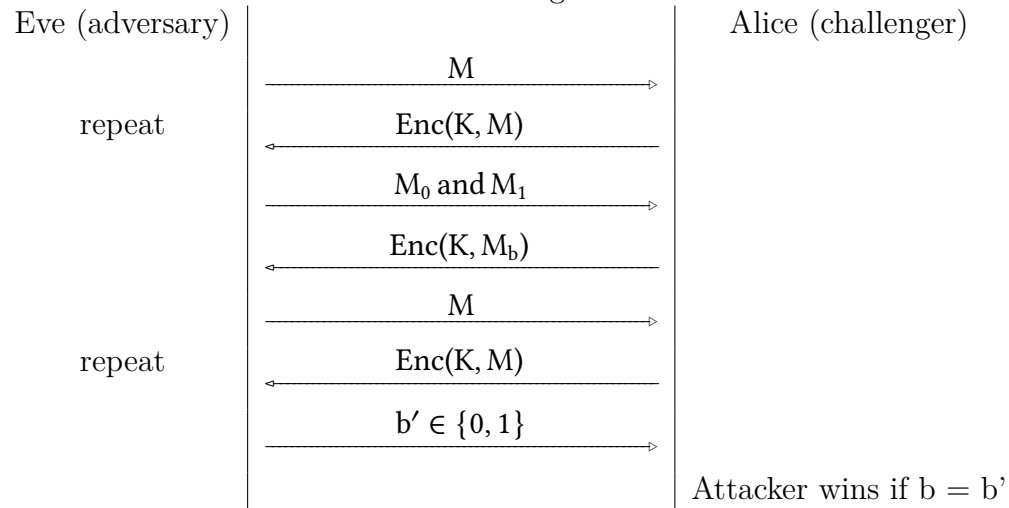 Eve (adversary) Alice (challenger)
M
repeat Enc(K, M)
M₀ and M₁
Enc(K, M_b)
M
repeat Enc(K, M)
b′ ∈ {0, 1}
Attacker wins if b = b'